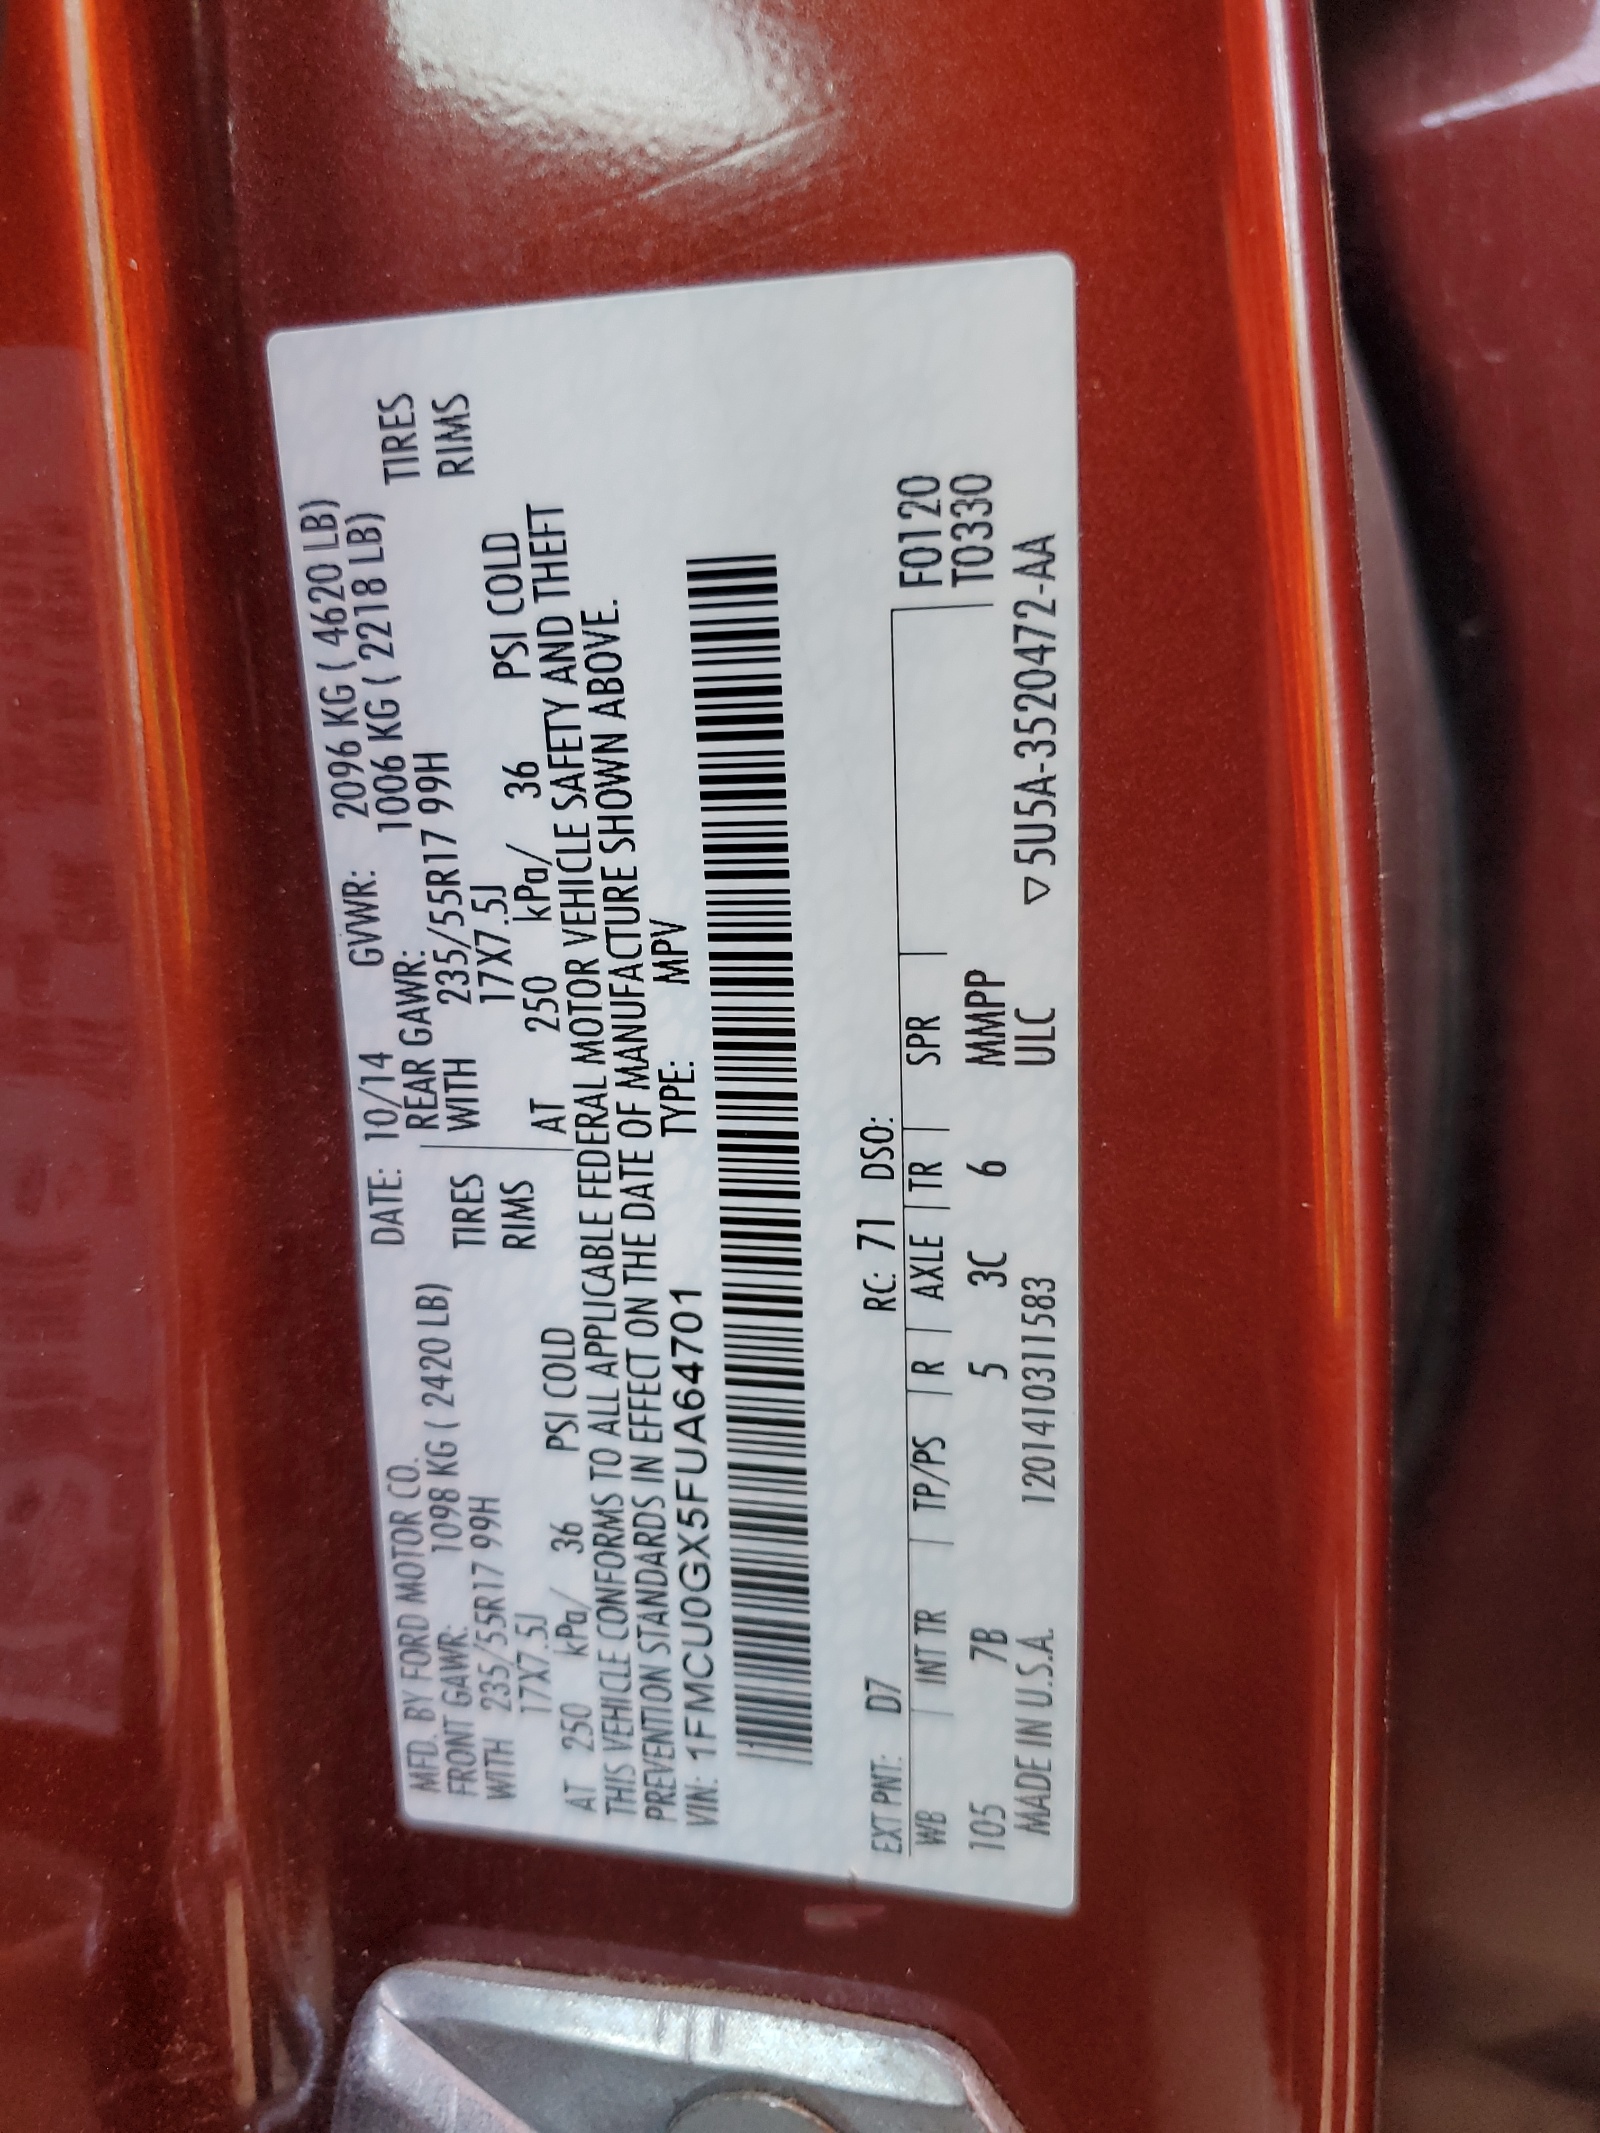 MFD. BY FORD MOTOR CO. DATE: 10/14 GVWR: 2096 KG ( 4620 LB)
FRONT GAWR: 1098 KG ( 2420 LB) REAR GAWR: 1006 KG ( 2218 LB)
WITH 235/55R17 99H TIRES WITH 235/55R17 99H TIRES
17X7.5J RIMS 17X7.5J RIMS
AT 250 kPa/ 36 PSI COLD AT 250 kPa/ 36 PSI COLD
THIS VEHICLE CONFORMS TO ALL APPLICABLE FEDERAL MOTOR VEHICLE SAFETY AND THEFT
PREVENTION STANDARDS IN EFFECT ON THE DATE OF MANUFACTURE SHOWN ABOVE.
VIN: 1FMCU0GX5FUA64701 TYPE: MPV
EXT PNT: D7 RC: 71 DSO:
WB INT TR TP/PS R AXLE TR SPR F0120
105 7B 5 3C 6 MMPP T0330
MADE IN U.S.A. 1201410311583 ULC ▽5U5A-3520472-AA